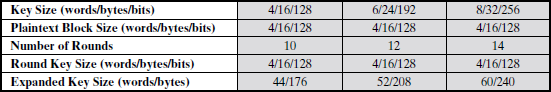 Key Size (words/bytes/bits) 4/16/128 6/24/192 8/32/256
Plaintext Block Size (words/bytes/bits) 4/16/128 4/16/128 4/16/128
Number of Rounds 10 12 14
Round Key Size (words/bytes/bits) 4/16/128 4/16/128 4/16/128
Expanded Key Size (words/bytes) 44/176 52/208 60/240